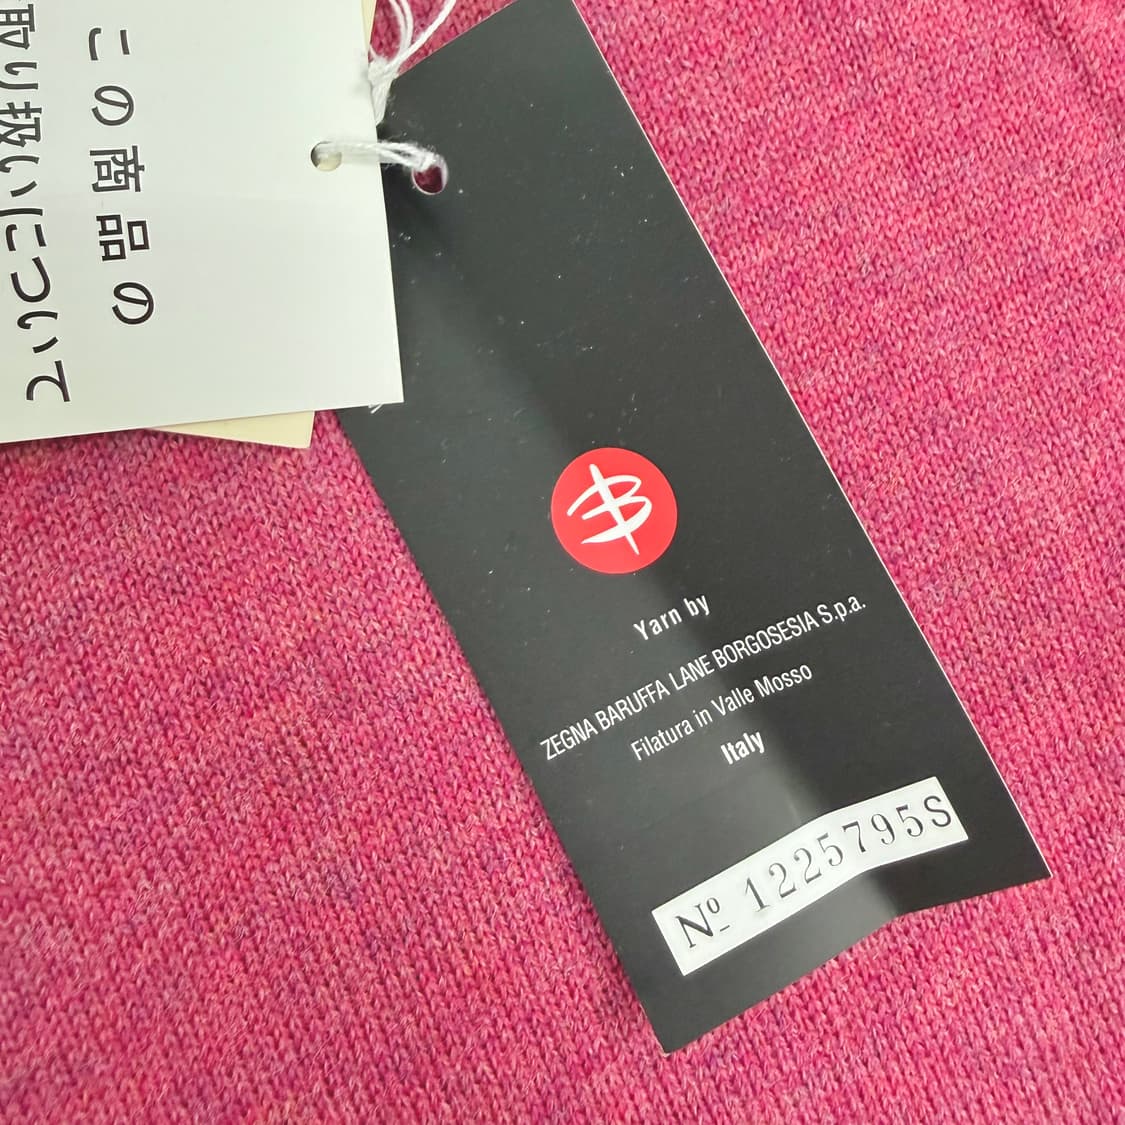 この商品の
取り扱いについて
Yarn by
ZEGNA BARUFFA LANE BORGOSESIA S.p.a.
Filatura in Valle Mosso
Italy
Nº 1225795S